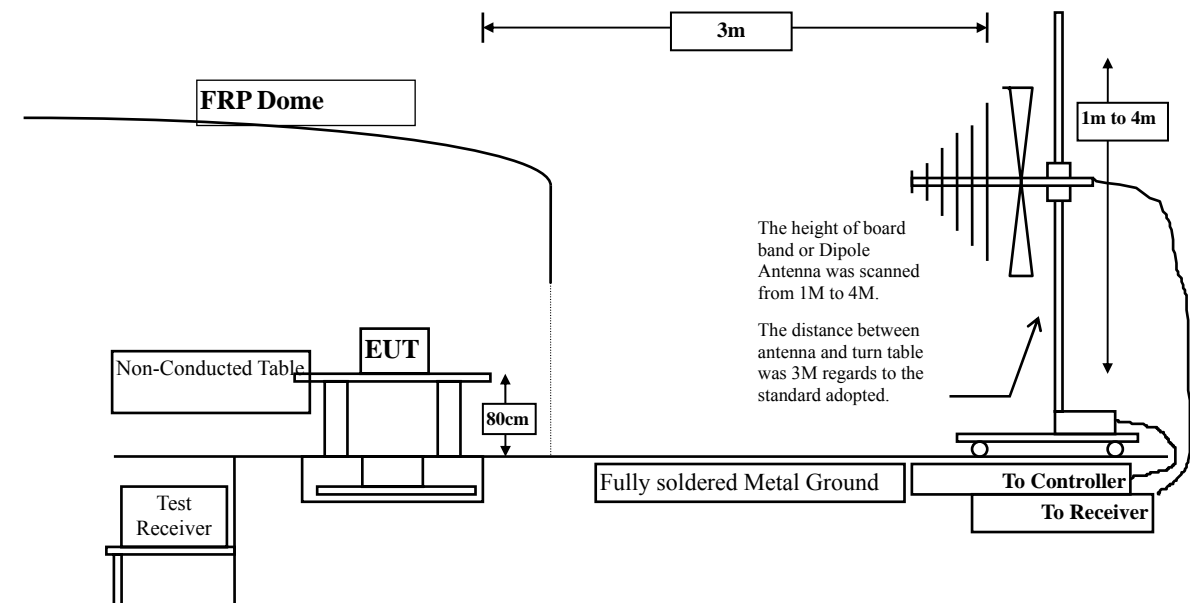 3m
FRP Dome
1m to 4m
The height of board
band or Dipole
Antenna was scanned
from 1M to 4M.
The distance between
antenna and turn table
was 3M regards to the
standard adopted.
EUT
Non-Conducted Table
80cm
Fully soldered Metal Ground
To Controller
To Receiver
Test
Receiver